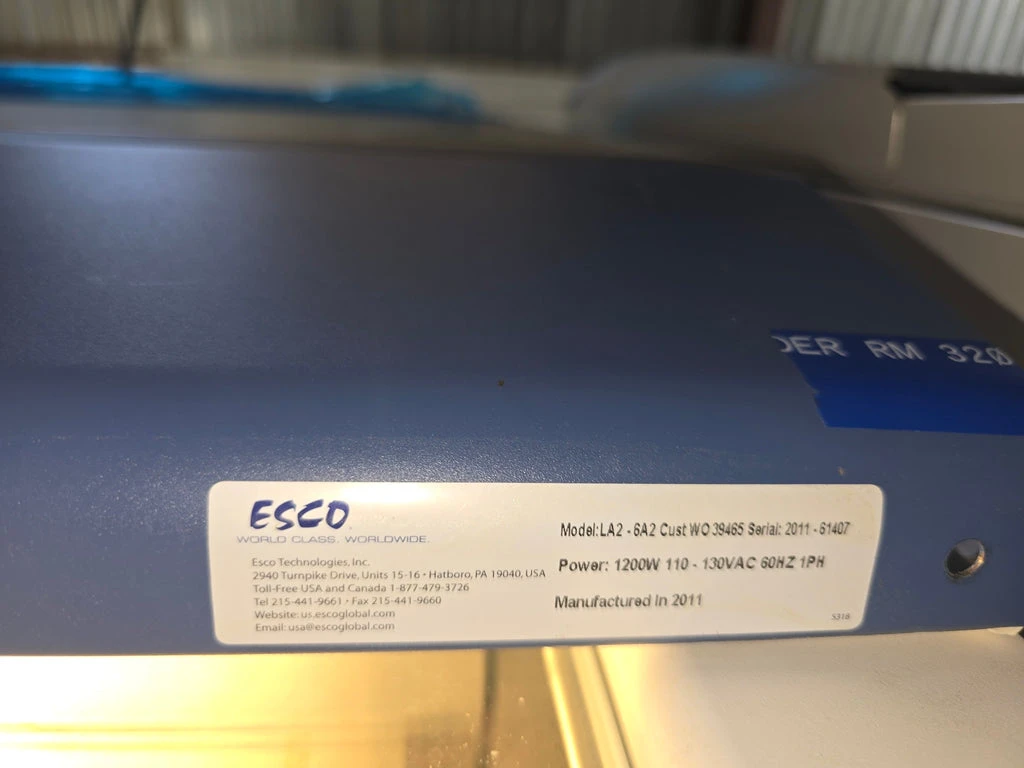 DER RM 320
ESCO
WORLD CLASS. WORLDWIDE.
Esco Technologies, Inc.
2940 Turnpike Drive, Units 15-16 • Hatboro, PA 19040, USA
Toll-Free USA and Canada 1-877-479-3726
Tel 215-441-9661 • Fax 215-441-9660
Website: us.escoglobal.com
Email: usa@escoglobal.com
Model:LA2 - 6A2 Cust WO 39465 Serial: 2011 - 61407
Power: 1200W 110 - 130VAC 60HZ 1PH
Manufactured In 2011
5318